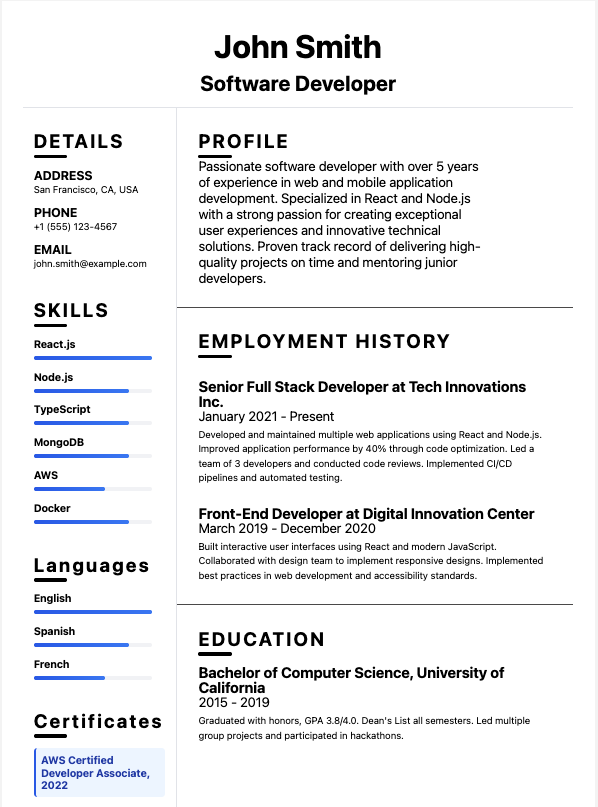 John Smith
Software Developer
DETAILS
ADDRESS
San Francisco, CA, USA
PHONE
+1 (555) 123-4567
EMAIL
john.smith@example.com
SKILLS
React.js
Node.js
TypeScript
MongoDB
AWS
Docker
Languages
English
Spanish
French
Certificates
AWS Certified
Developer Associate,
2022
PROFILE
Passionate software developer with over 5 years
of experience in web and mobile application
development. Specialized in React and Node.js
with a strong passion for creating exceptional
user experiences and innovative technical
solutions. Proven track record of delivering high-
quality projects on time and mentoring junior
developers.
EMPLOYMENT HISTORY
Senior Full Stack Developer at Tech Innovations
Inc.
January 2021 - Present
Developed and maintained multiple web applications using React and Node.js.
Improved application performance by 40% through code optimization. Led a
team of 3 developers and conducted code reviews. Implemented CI/CD
pipelines and automated testing.
Front-End Developer at Digital Innovation Center
March 2019 - December 2020
Built interactive user interfaces using React and modern JavaScript.
Collaborated with design team to implement responsive designs. Implemented
best practices in web development and accessibility standards.
EDUCATION
Bachelor of Computer Science, University of
California
2015 - 2019
Graduated with honors, GPA 3.8/4.0. Dean's List all semesters. Led multiple
group projects and participated in hackathons.